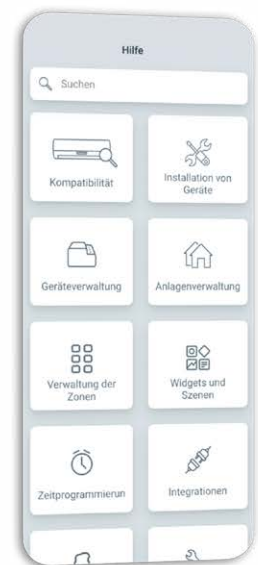 Hilfe
Suchen
Kompatibilität
Installation von
Geräte
Geräteverwaltung
Anlagenverwaltung
Verwaltung der
Zonen
Widgets und
Szenen
Zeitprogrammierun
Integrationen